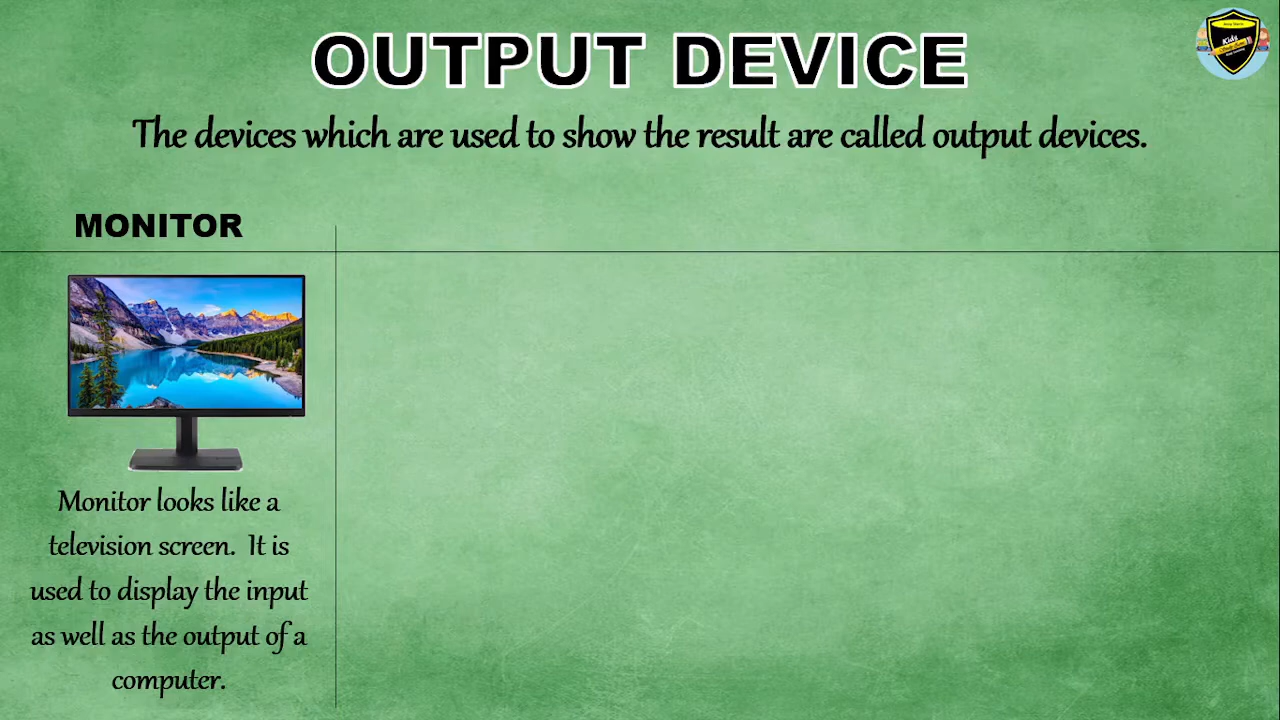 OUTPUT DEVICE
The devices which are used to show the result are called output devices.
MONITOR
Monitor looks like a
television screen. It is
used to display the input
as well as the output of a
computer.
Kidz